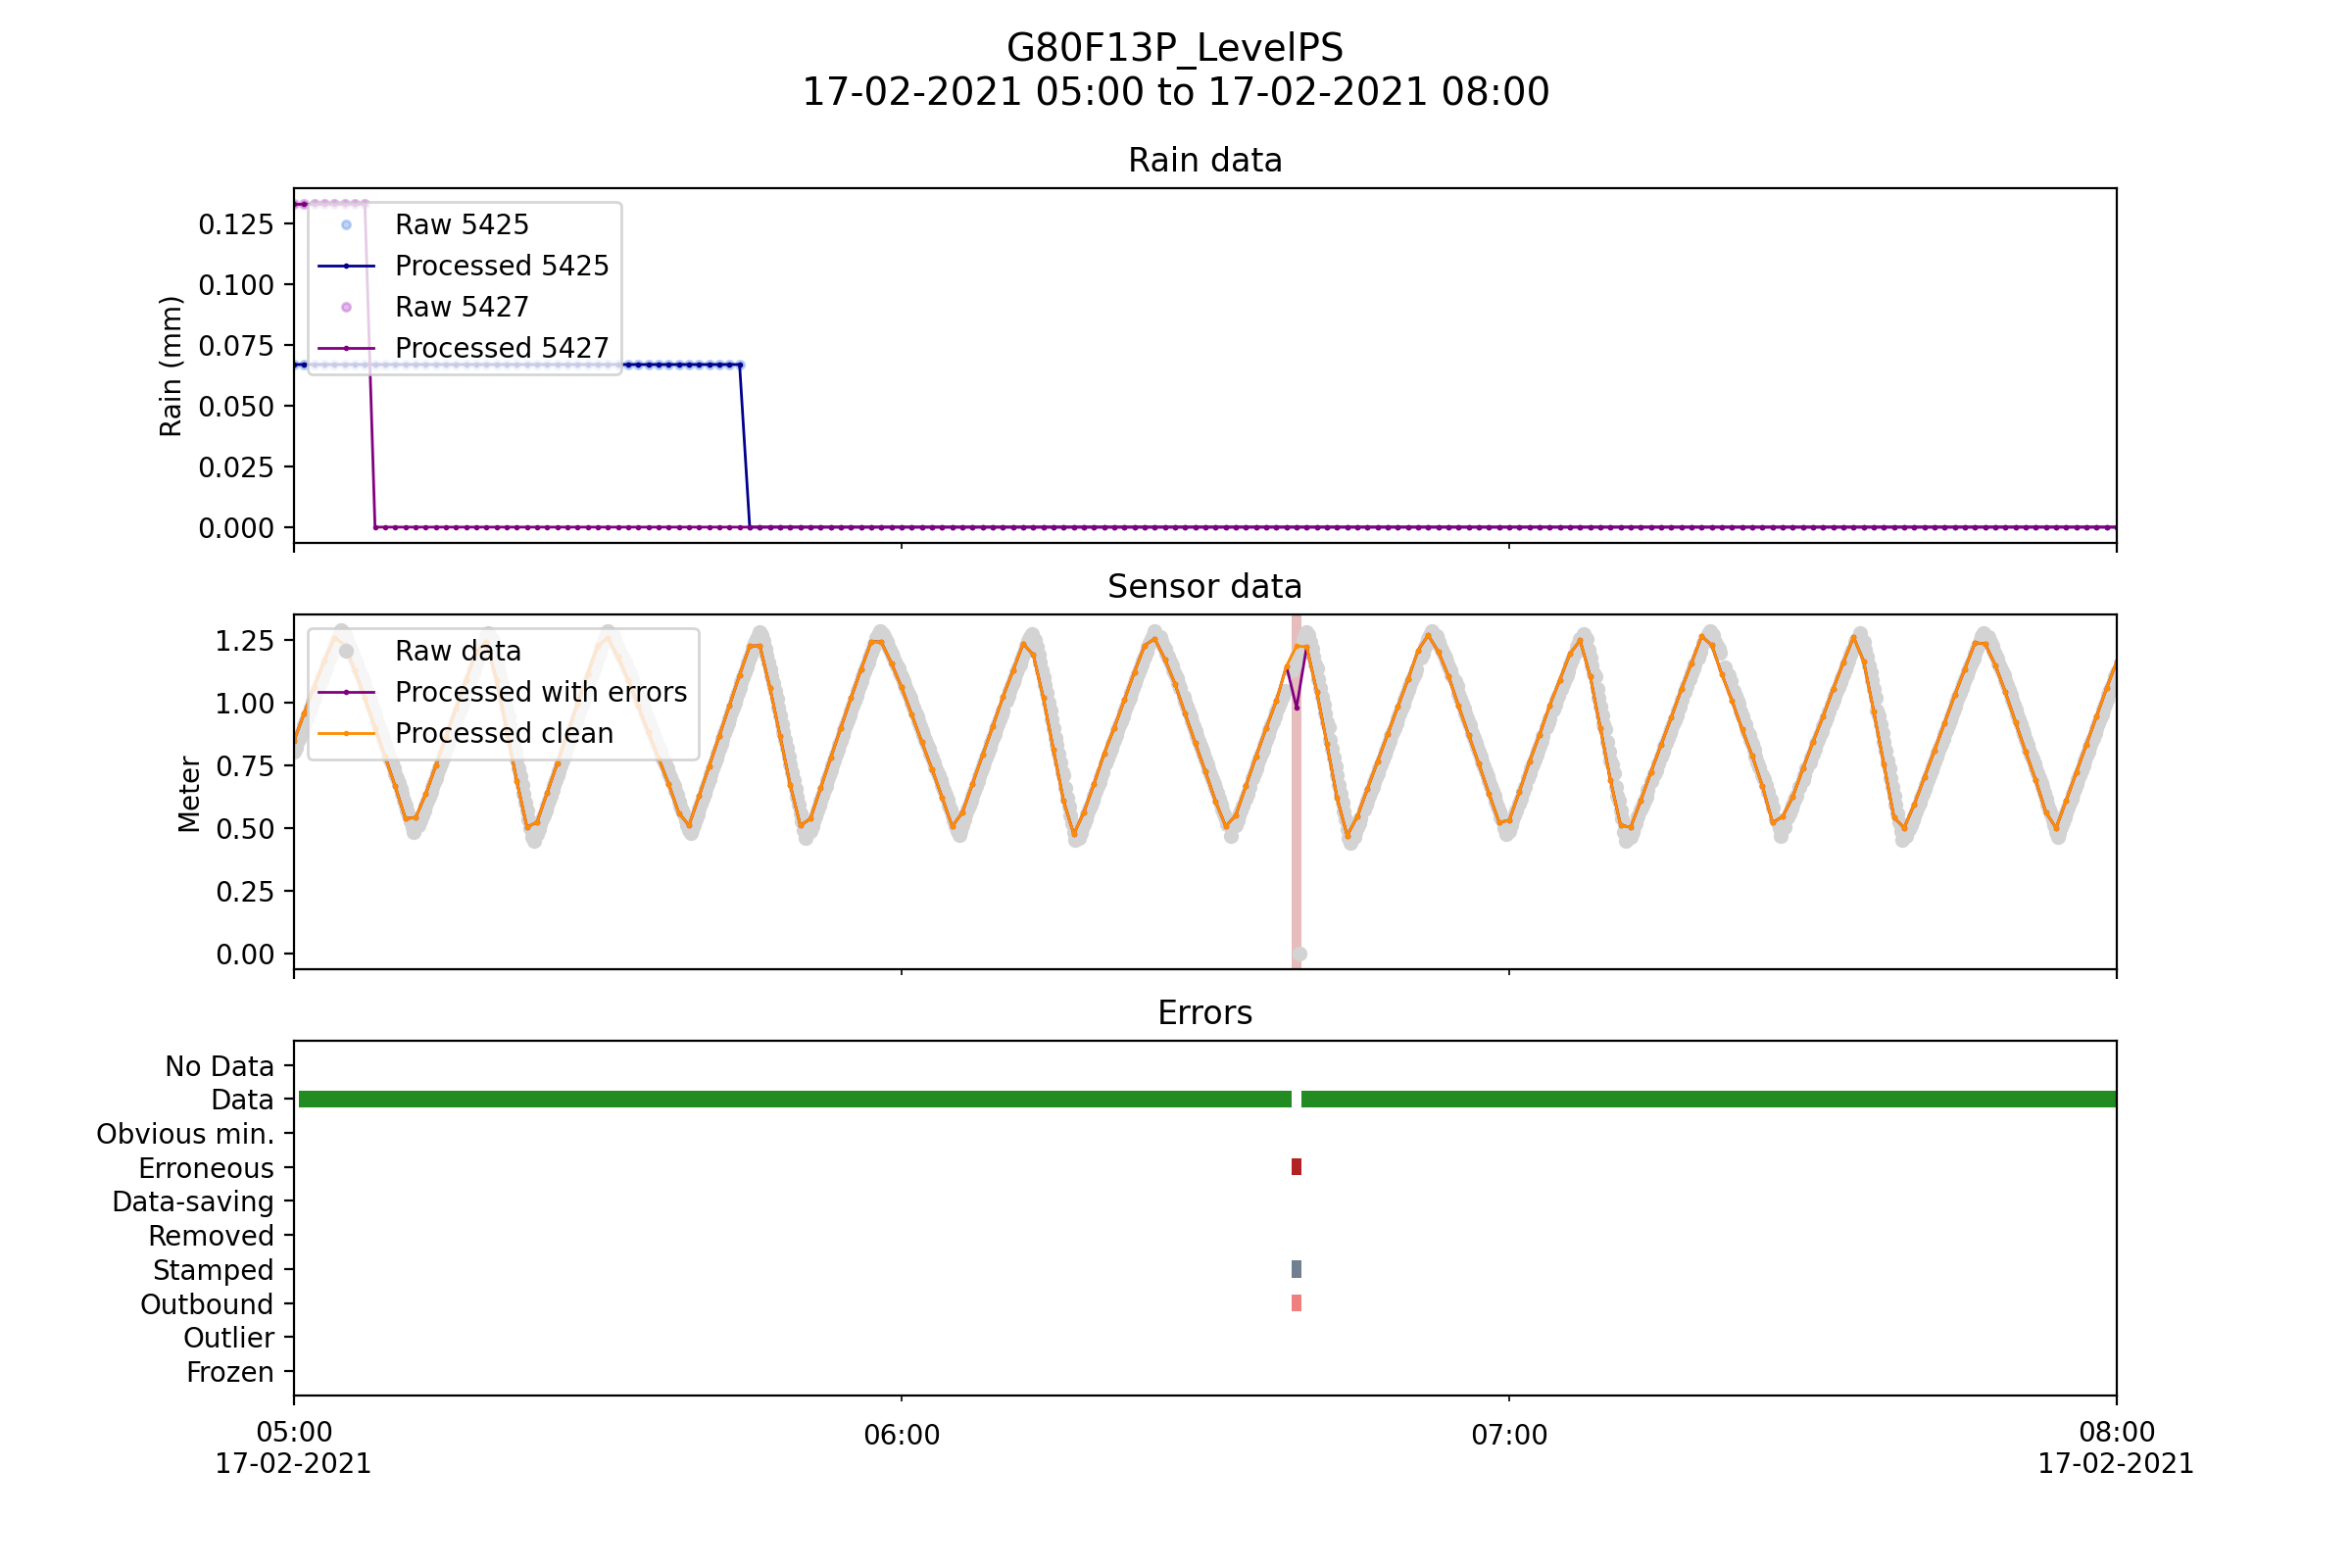 G80F13P_LevelPS
17-02-2021 05:00 to 17-02-2021 08:00
Rain data
Rain (mm)
0.125
0.100
0.075
0.050
0.025
0.000
Raw 5425
Processed 5425
Raw 5427
Processed 5427
Sensor data
Meter
1.25
1.00
0.75
0.50
0.25
0.00
Raw data
Processed with errors
Processed clean
Errors
No Data
Data
Obvious min.
Erroneous
Data-saving
Removed
Stamped
Outbound
Outlier
Frozen
05:00
17-02-2021
06:00
07:00
08:00
17-02-2021